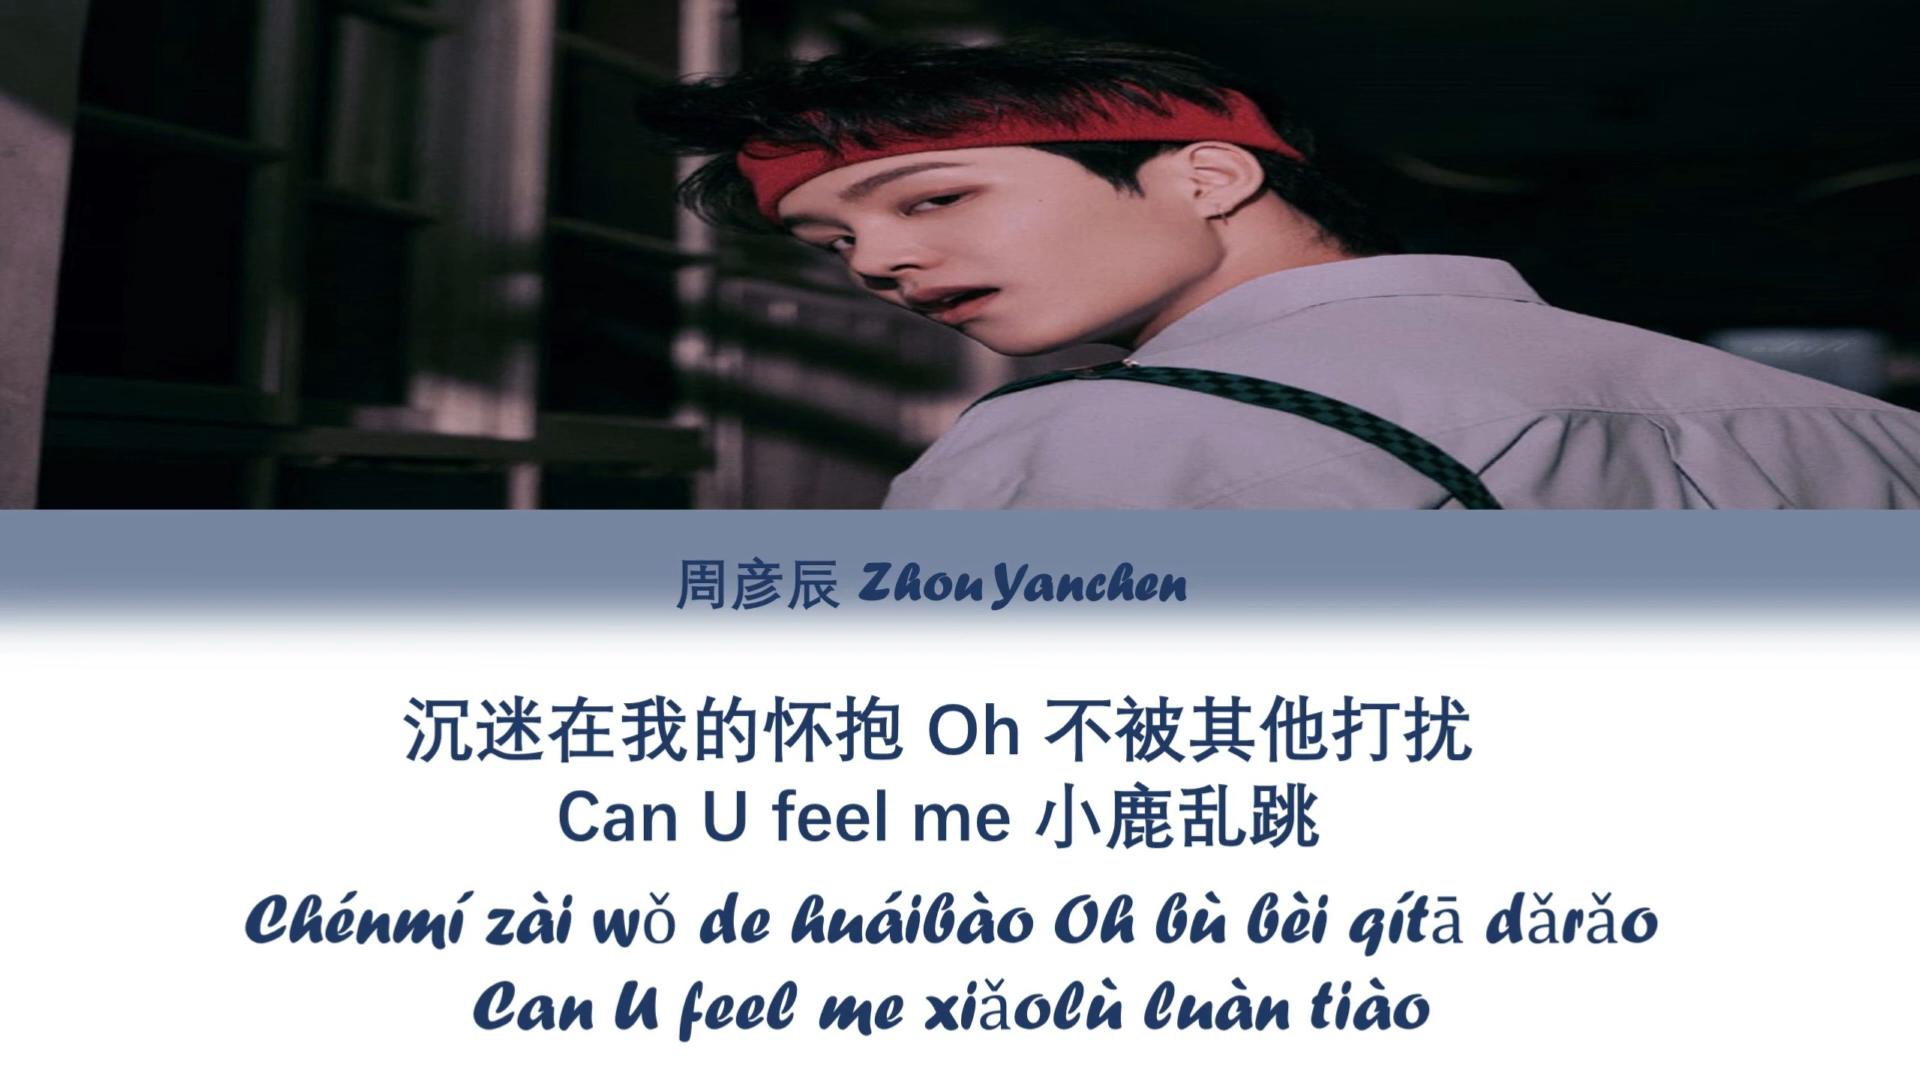 周彦辰 Zhou Yanchen
沉迷在我的怀抱 Oh 不被其他打扰
Can U feel me 小鹿乱跳
Chénmí zài wǒ de huáibào Oh bù bèi qítā dǎrǎo
Can U feel me xiǎolù luàn tiào